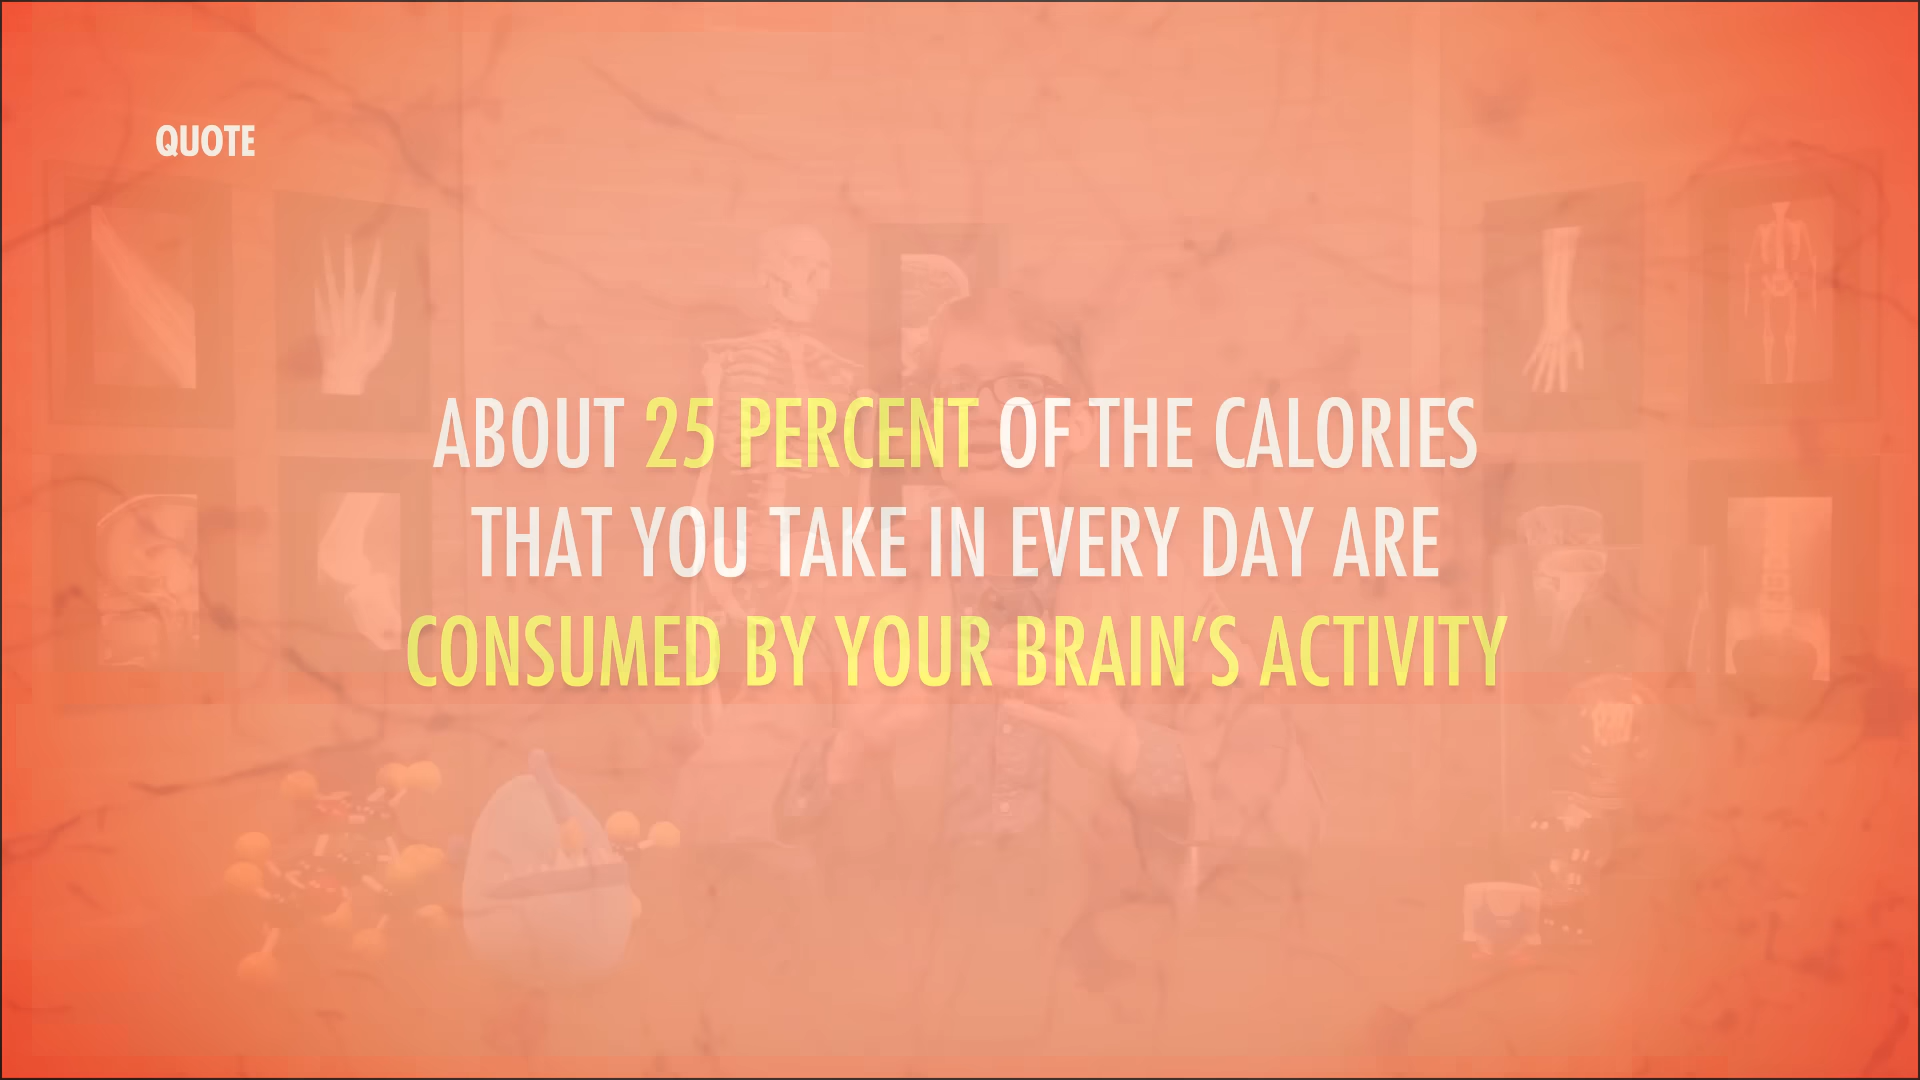 QUOTE
ABOUT 25 PERCENT OF THE CALORIES
THAT YOU TAKE IN EVERY DAY ARE
CONSUMED BY YOUR BRAIN’S ACTIVITY